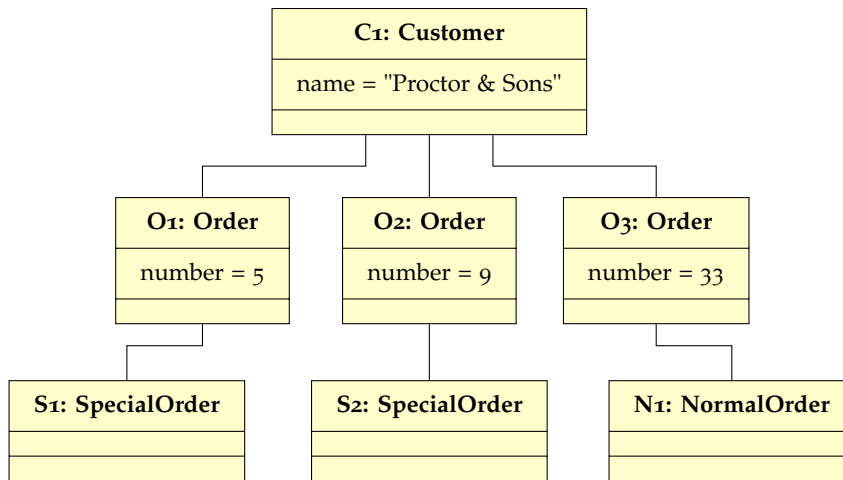 C1: Customer
name = "Proctor & Sons"
O1: Order
O2: Order
O3: Order
number = 5
number = 9
number = 33
S1: SpecialOrder
S2: SpecialOrder
N1: NormalOrder